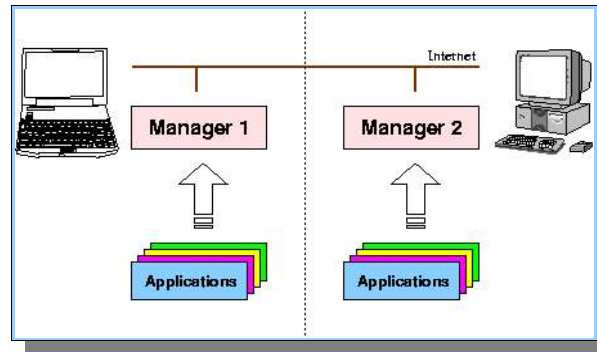 Internet
Manager 1
Manager 2
Applications
Applications